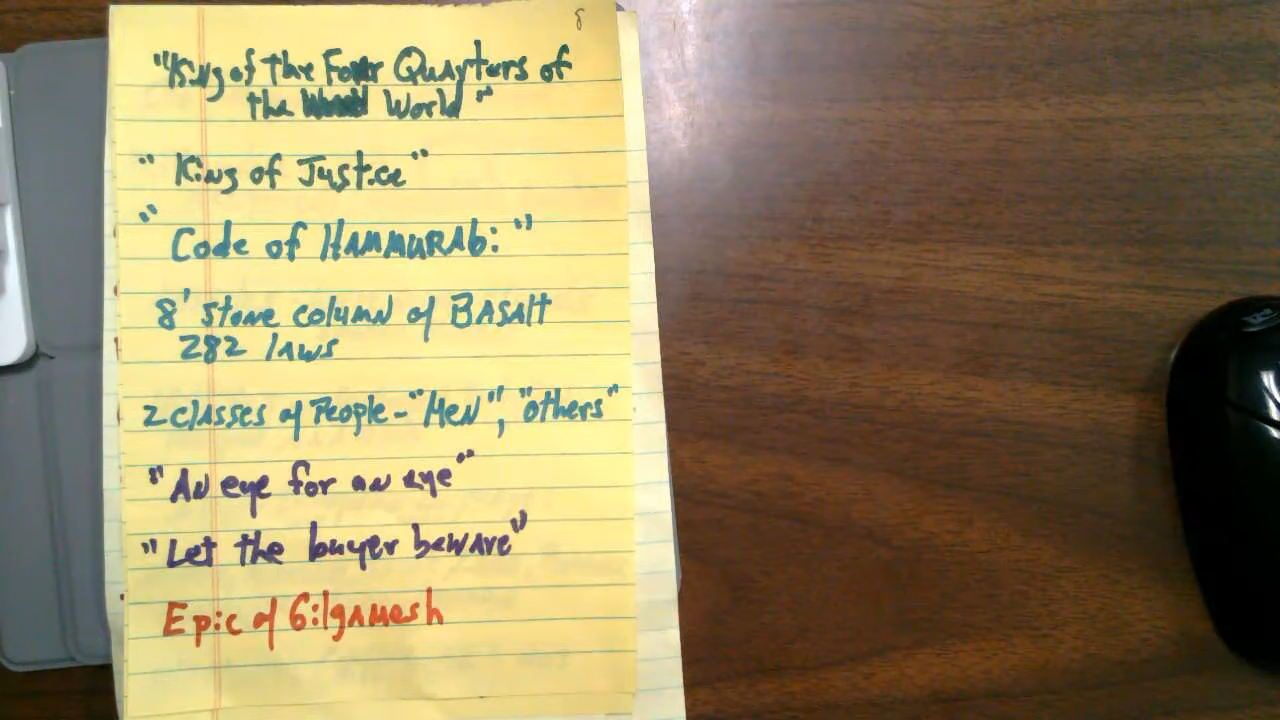 8
"King of the Four Quarters of
the World"
"King of Justice"
"Code of Hammurabi"
8' stone column of Basalt
282 laws
2 classes of People - "Men", "others"
"An eye for an eye"
"Let the buyer beware"
Epic of Gilgamesh